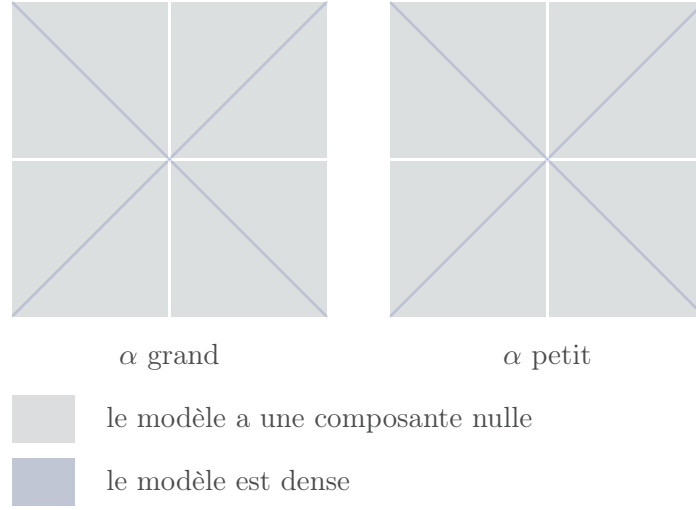 α grand
α petit
le modèle a une composante nulle
le modèle est dense